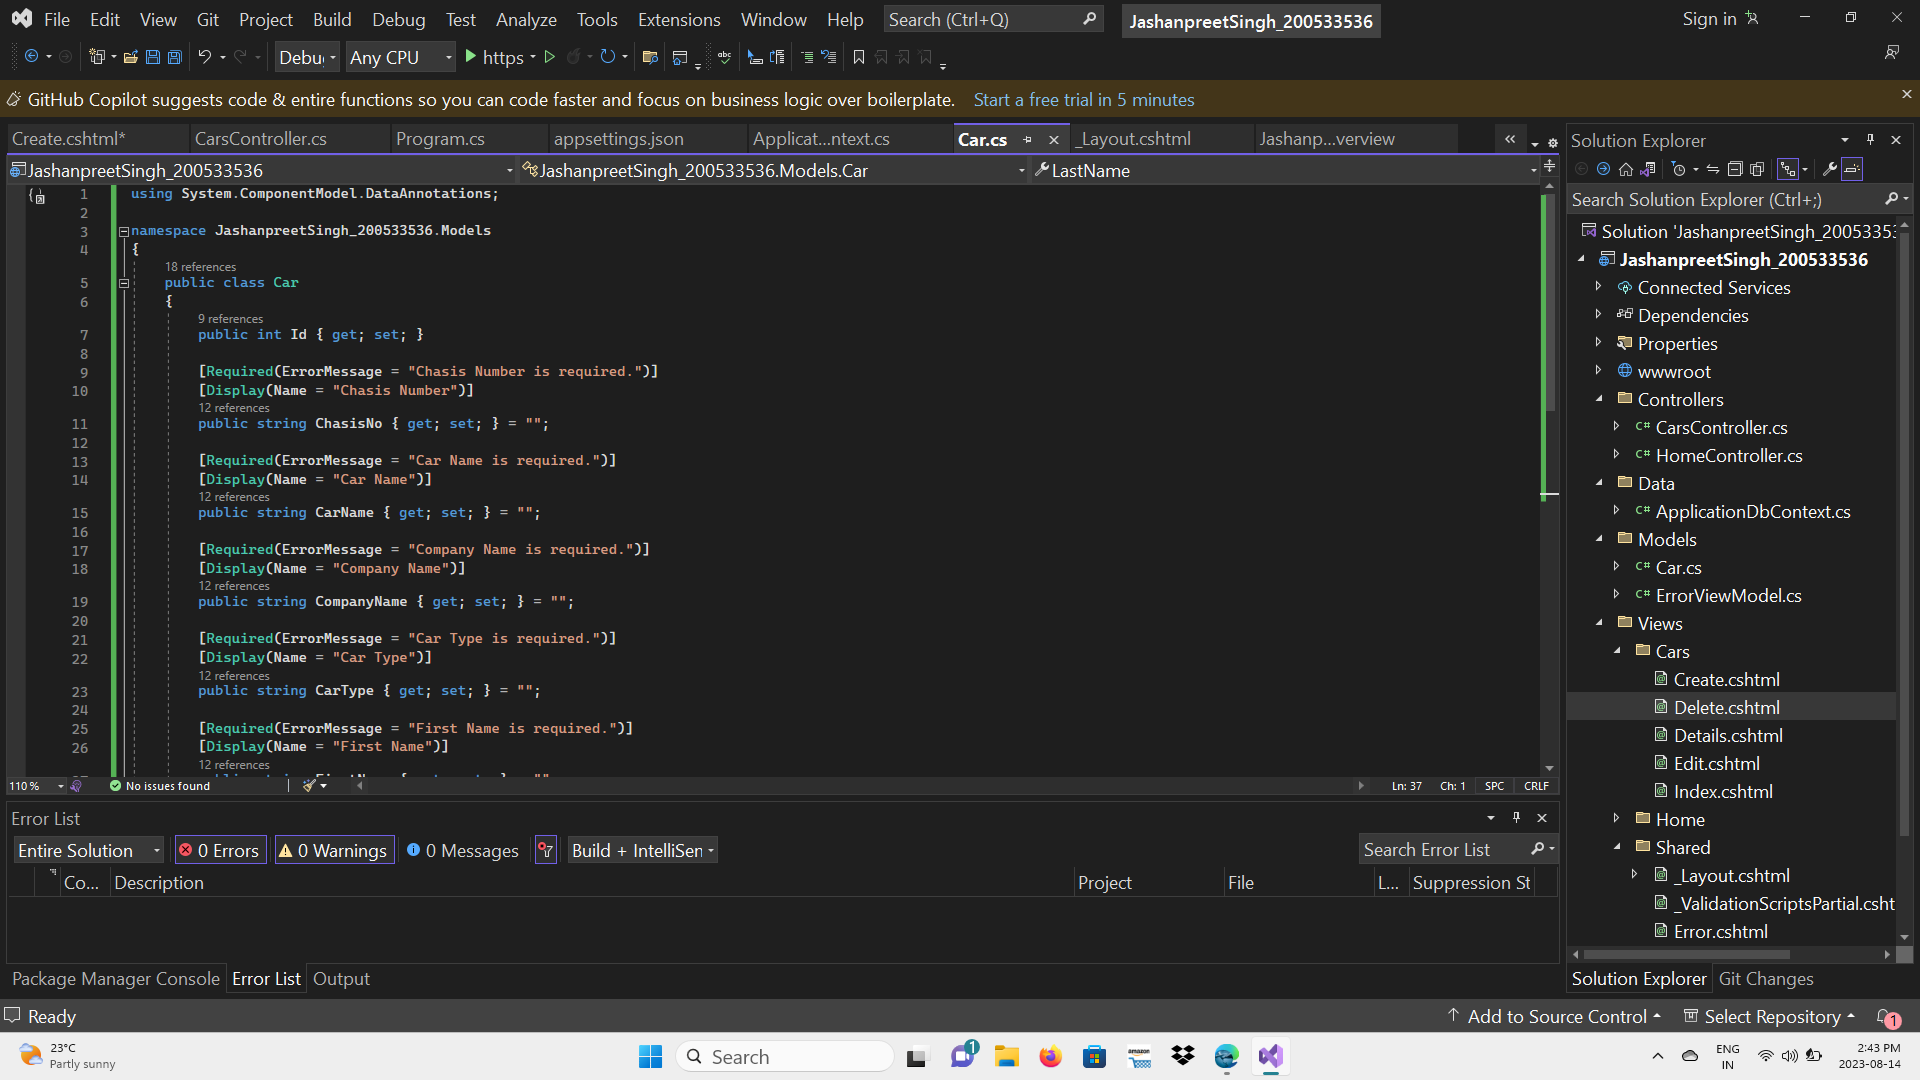 File Edit View Git Project Build Debug Test Analyze Tools Extensions Window Help Search (Ctrl+Q) JashanpreetSingh_200533536 Sign in
Debug Any CPU https
GitHub Copilot suggests code & entire functions so you can code faster and focus on business logic over boilerplate. Start a free trial in 5 minutes
Create.cshtml* CarsController.cs Program.cs appsettings.json Applicat...ntext.cs Car.cs _Layout.cshtml Jashanp...verview
JashanpreetSingh_200533536 JashanpreetSingh_200533536.Models.Car LastName
1 using System.ComponentModel.DataAnnotations;
2
3 namespace JashanpreetSingh_200533536.Models
4 {
18 references
5 public class Car
6 {
9 references
7 public int Id { get; set; }
8
9 [Required(ErrorMessage = "Chasis Number is required.")]
10 [Display(Name = "Chasis Number")]
12 references
11 public string ChasisNo { get; set; } = "";
12
13 [Required(ErrorMessage = "Car Name is required.")]
14 [Display(Name = "Car Name")]
12 references
15 public string CarName { get; set; } = "";
16
17 [Required(ErrorMessage = "Company Name is required.")]
18 [Display(Name = "Company Name")]
12 references
19 public string CompanyName { get; set; } = "";
20
21 [Required(ErrorMessage = "Car Type is required.")]
22 [Display(Name = "Car Type")]
12 references
23 public string CarType { get; set; } = "";
24
25 [Required(ErrorMessage = "First Name is required.")]
26 [Display(Name = "First Name")]
12 references
110 % No issues found Ln: 37 Ch: 1 SPC CRLF
Error List
Entire Solution 0 Errors 0 Warnings 0 Messages Build + IntelliSen Search Error List
Co... Description Project File L... Suppression St
Package Manager Console Error List Output
Solution Explorer
Search Solution Explorer (Ctrl+;)
Solution 'JashanpreetSingh_20053353
JashanpreetSingh_200533536
Connected Services
Dependencies
Properties
wwwroot
Controllers
C# CarsController.cs
C# HomeController.cs
Data
C# ApplicationDbContext.cs
Models
C# Car.cs
C# ErrorViewModel.cs
Views
Cars
Create.cshtml
Delete.cshtml
Details.cshtml
Edit.cshtml
Index.cshtml
Home
Shared
_Layout.cshtml
_ValidationScriptsPartial.csht
Error.cshtml
Solution Explorer Git Changes
Ready Add to Source Control Select Repository 1
23°C
Partly sunny
Search
1
amazon
ENG
IN
2:43 PM
2023-08-14